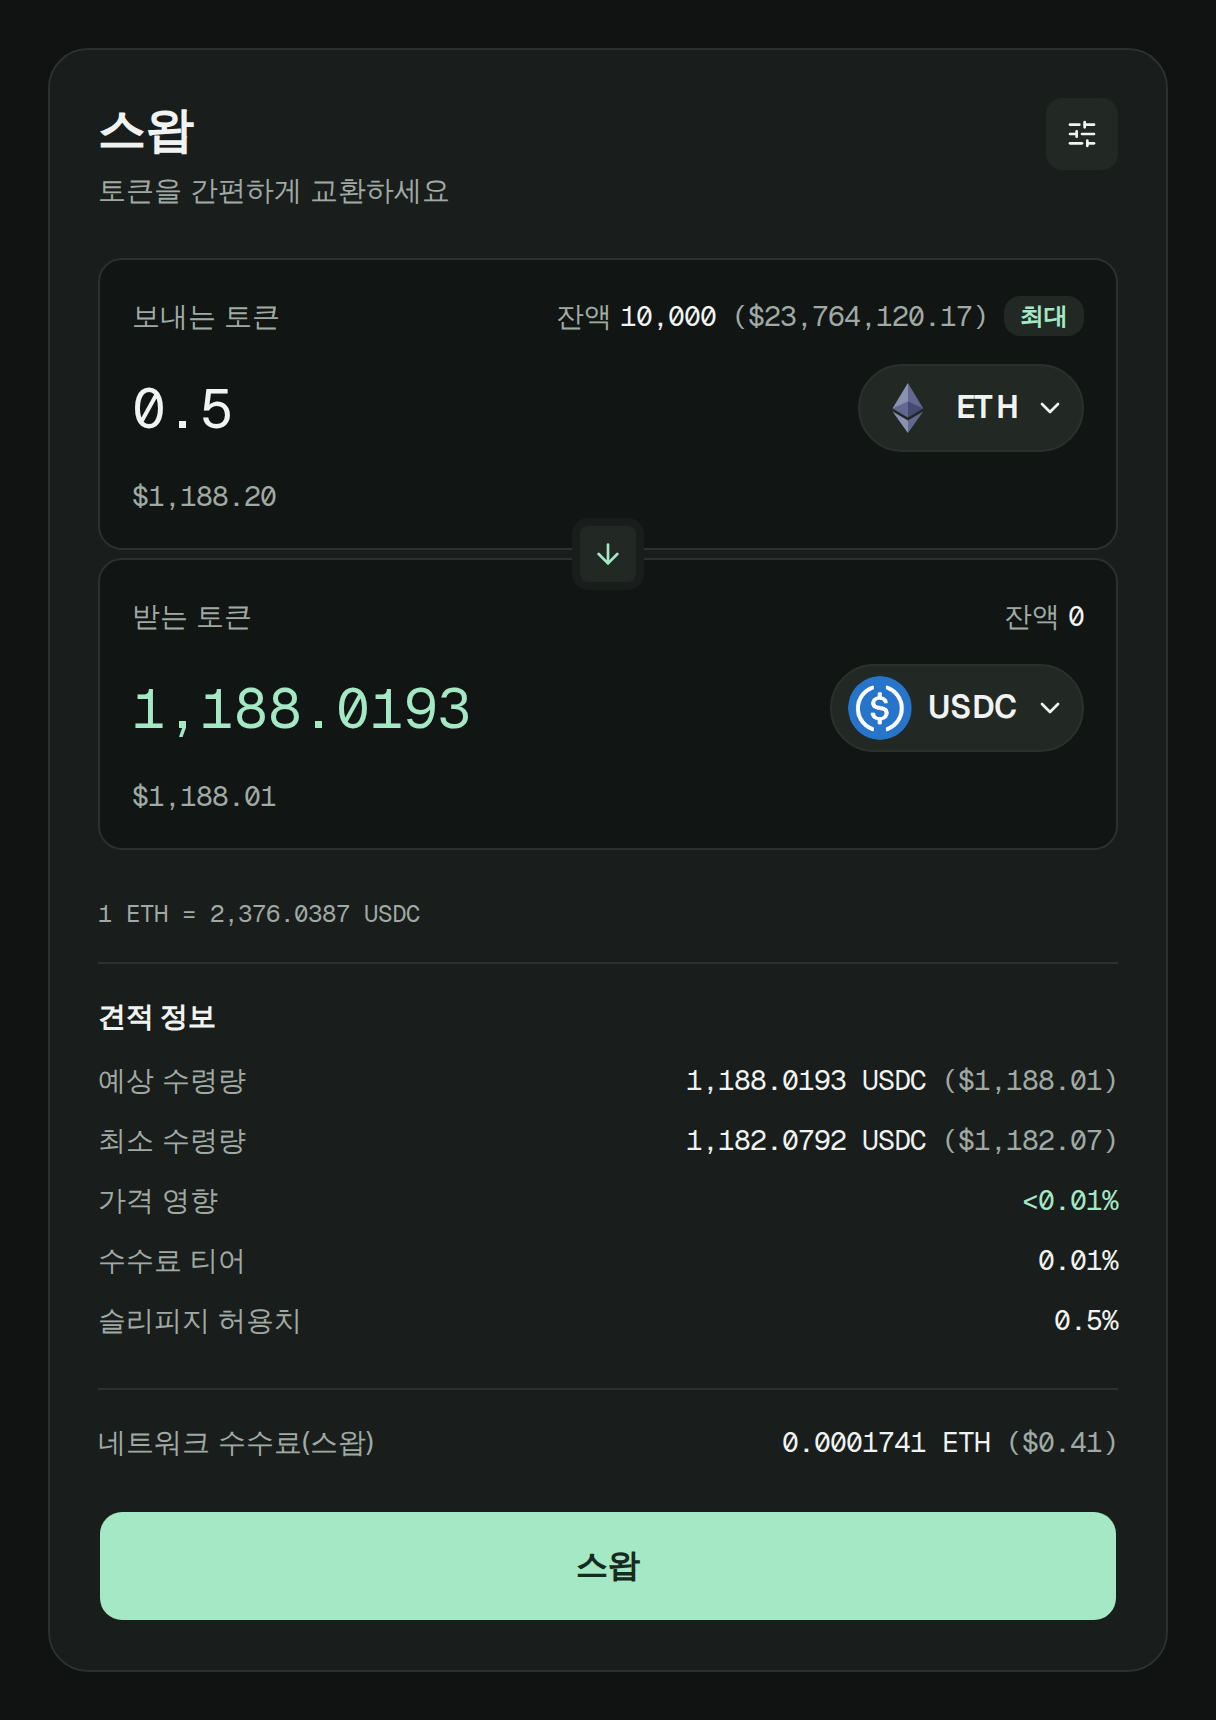 스왑
토큰을 간편하게 교환하세요
보내는 토큰 잔액 10,000 ($23,764,120.17) 최대
0.5 ETH
$1,188.20
받는 토큰 잔액 0
1,188.0193 USDC
$1,188.01
1 ETH = 2,376.0387 USDC
견적 정보
예상 수령량 1,188.0193 USDC ($1,188.01)
최소 수령량 1,182.0792 USDC ($1,182.07)
가격 영향 <0.01%
수수료 티어 0.01%
슬리피지 허용치 0.5%
네트워크 수수료(스왑) 0.0001741 ETH ($0.41)
스왑